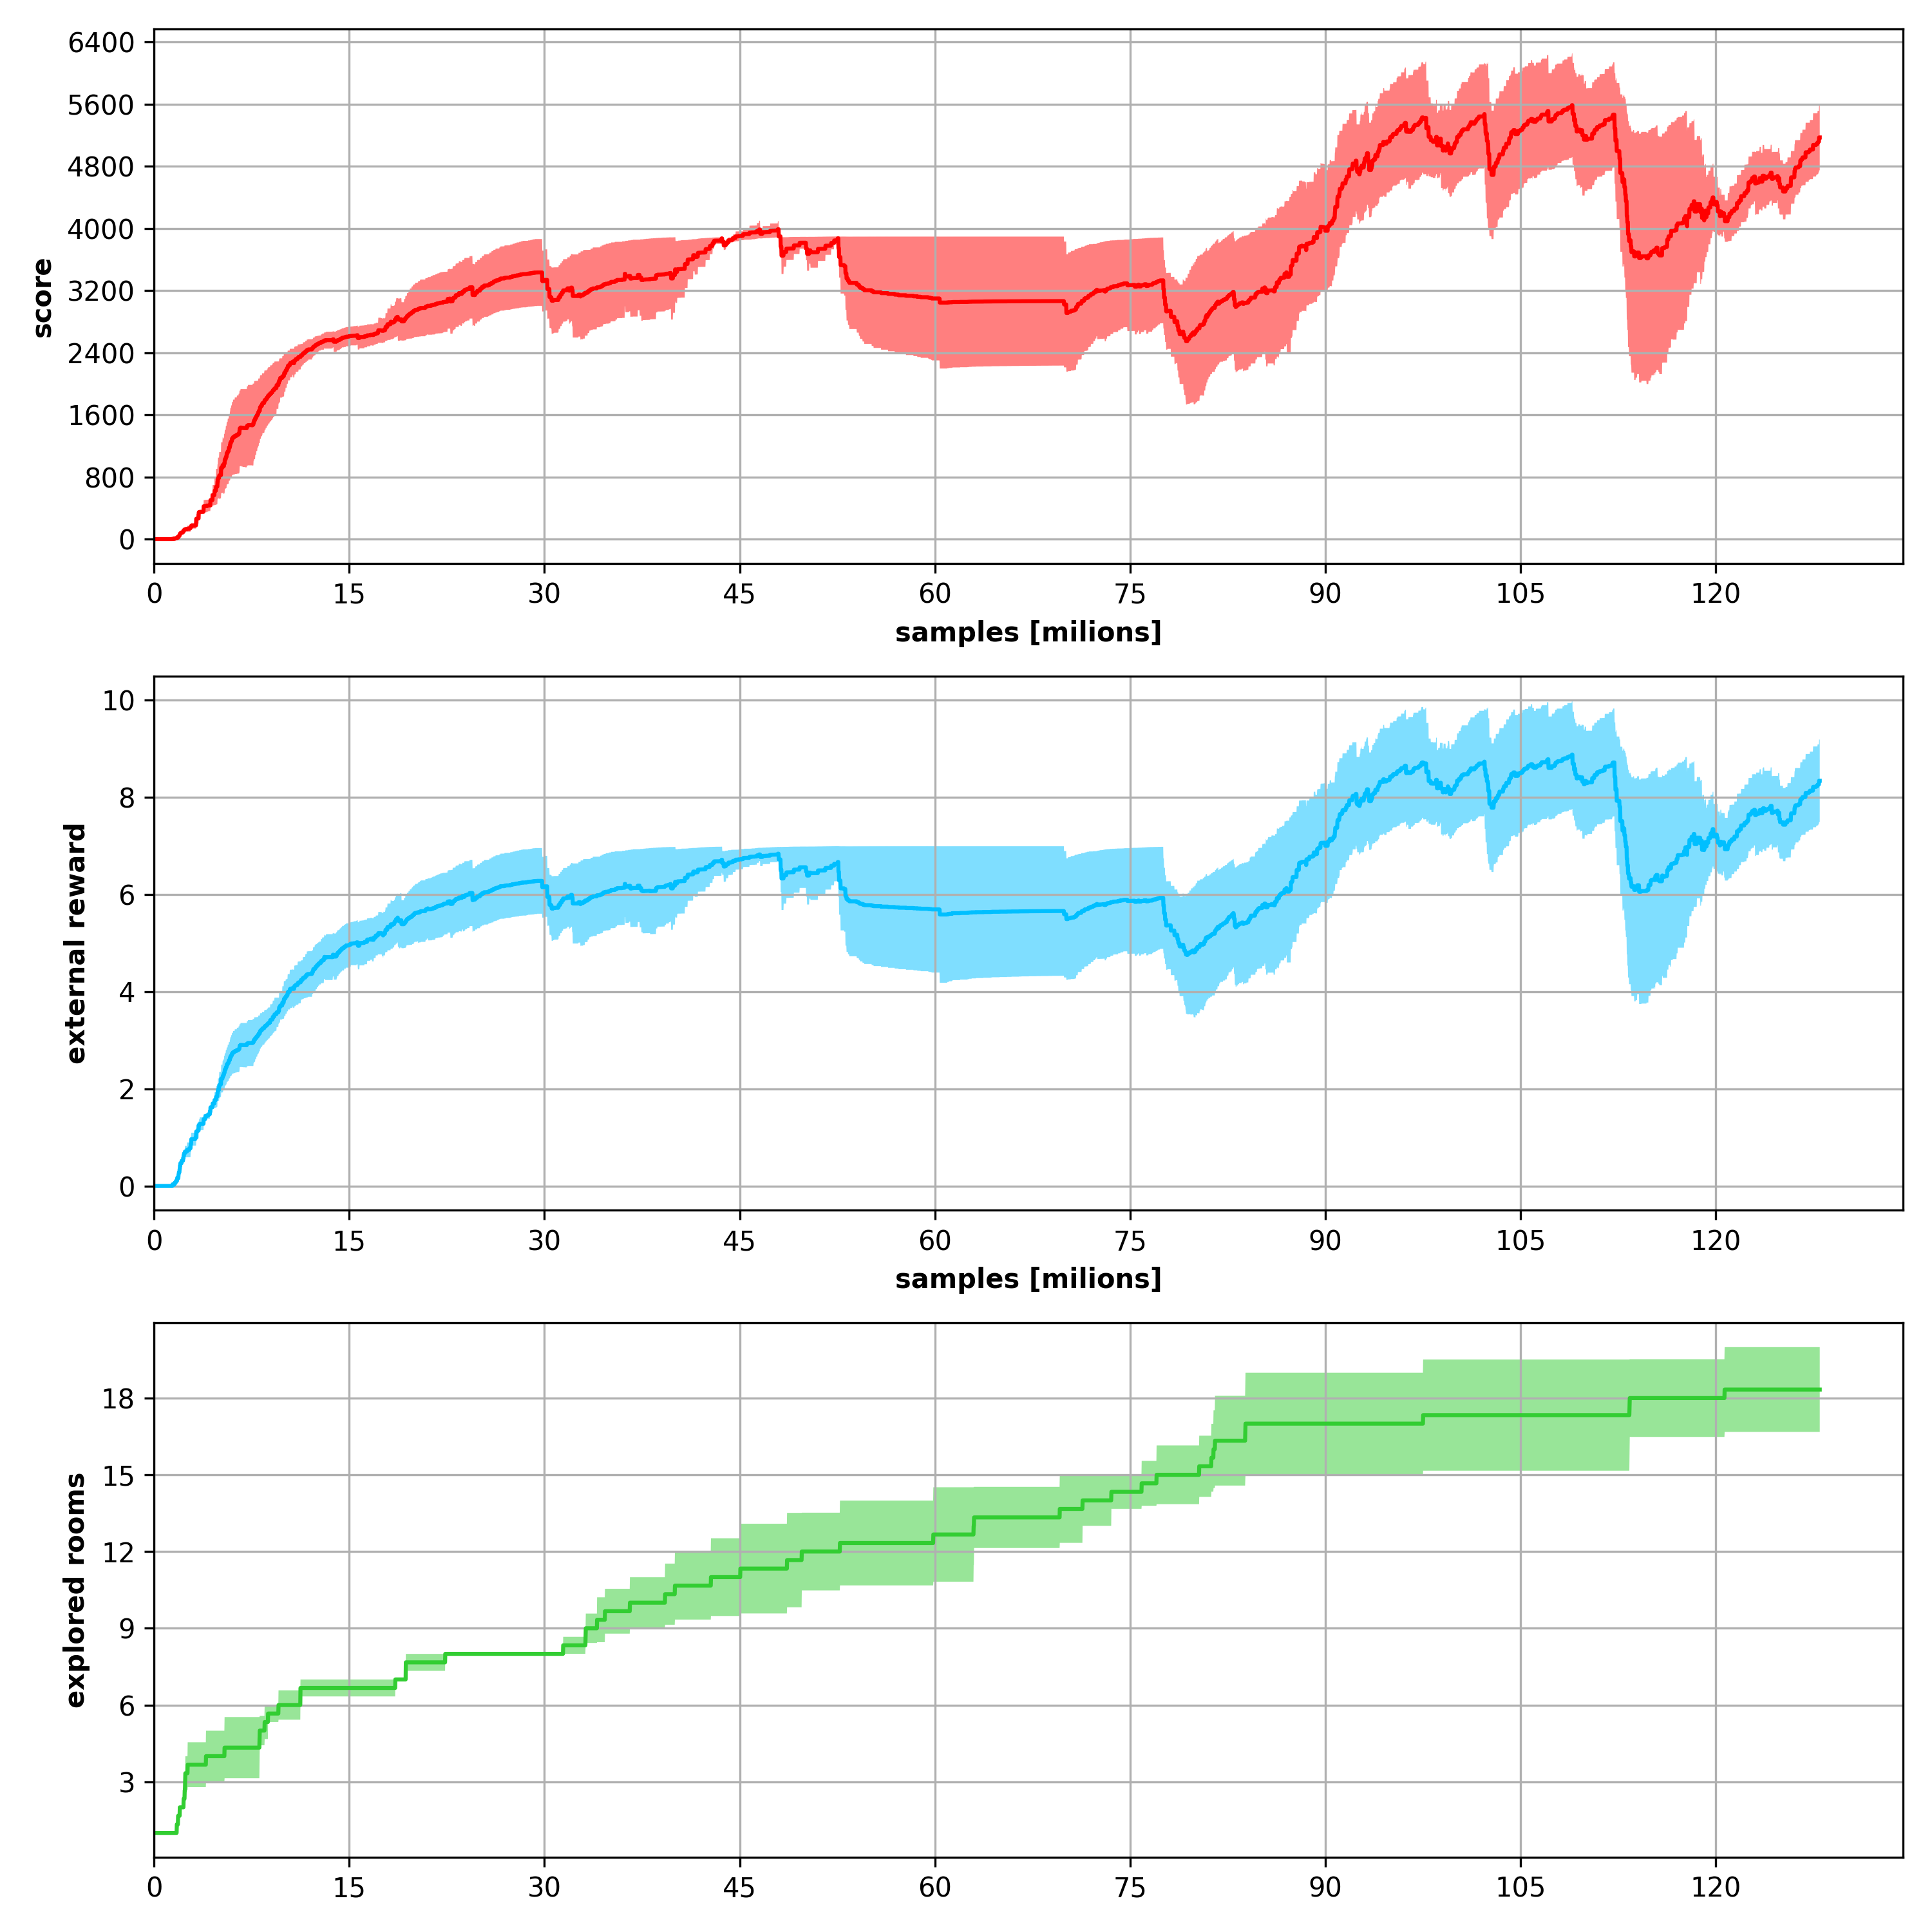 6400
5600
4800
4000
3200
2400
1600
800
0
score
0 15 30 45 60 75 90 105 120
samples [milions]
10
8
6
4
2
0
external reward
0 15 30 45 60 75 90 105 120
samples [milions]
18
15
12
9
6
3
explored rooms
0 15 30 45 60 75 90 105 120